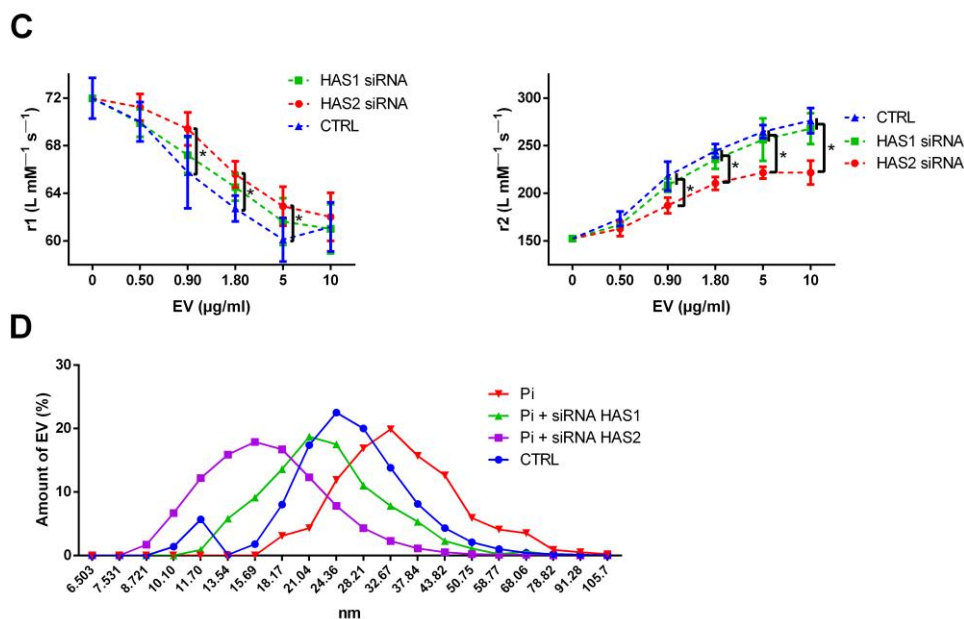 C
r1 (L mM⁻¹ s⁻¹)
72
68
64
60
HAS1 siRNA
HAS2 siRNA
CTRL
*
*
*
0 0.50 0.90 1.80 5 10
EV (µg/ml)
r2 (L mM⁻¹ s⁻¹)
300
250
200
150
CTRL
HAS1 siRNA
HAS2 siRNA
*
*
*
*
0 0.50 0.90 1.80 5 10
EV (µg/ml)
D
Amount of EV (%)
30
20
10
0
Pi
Pi + siRNA HAS1
Pi + siRNA HAS2
CTRL
6.503 7.531 8.721 10.10 11.70 13.54 15.69 18.17 21.04 24.36 28.21 32.67 37.84 43.82 50.75 58.77 68.06 78.82 91.28 105.7
nm